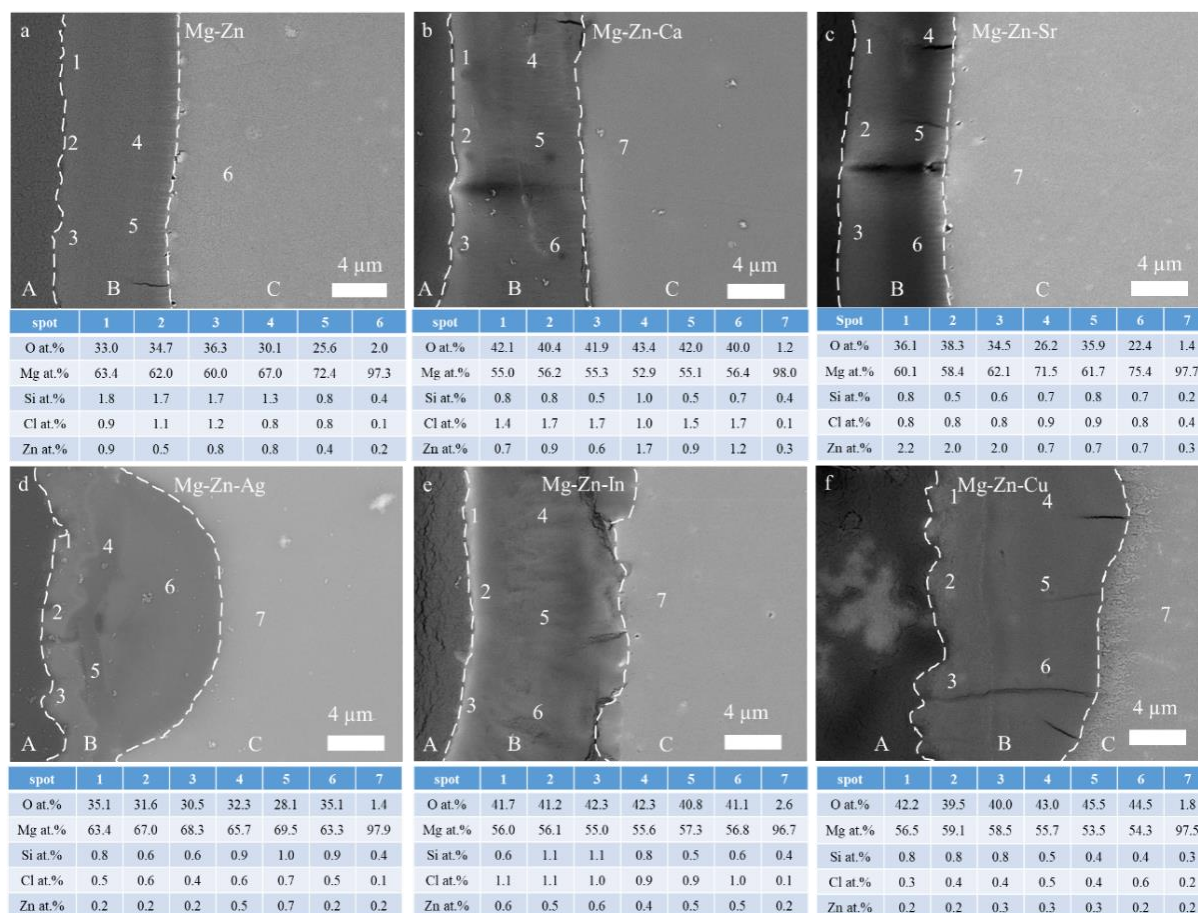 a Mg-Zn
1
2 4
6
3 5
4 µm
A B C
b Mg-Zn-Ca
1 4
2 5 7
3 6
4 µm
A B C
c Mg-Zn-Sr
1 4
2 5
7
3 6
4 µm
A B C
spot 1 2 3 4 5 6
O at.% 33.0 34.7 36.3 30.1 25.6 2.0
Mg at.% 63.4 62.0 60.0 67.0 72.4 97.3
Si at.% 1.8 1.7 1.7 1.3 0.8 0.4
Cl at.% 0.9 1.1 1.2 0.8 0.8 0.1
Zn at.% 0.9 0.5 0.8 0.8 0.4 0.2
spot 1 2 3 4 5 6 7
O at.% 42.1 40.4 41.9 43.4 42.0 40.0 1.2
Mg at.% 55.0 56.2 55.3 52.9 55.1 56.4 98.0
Si at.% 0.8 0.8 0.5 1.0 0.5 0.7 0.4
Cl at.% 1.4 1.7 1.7 1.0 1.5 1.7 0.1
Zn at.% 0.7 0.9 0.6 1.7 0.9 1.2 0.3
Spot 1 2 3 4 5 6 7
O at.% 36.1 38.3 34.5 26.2 35.9 22.4 1.4
Mg at.% 60.1 58.4 62.1 71.5 61.7 75.4 97.7
Si at.% 0.8 0.5 0.6 0.7 0.8 0.7 0.2
Cl at.% 0.8 0.8 0.8 0.9 0.9 0.8 0.4
Zn at.% 2.2 2.0 2.0 0.7 0.7 0.7 0.3
d Mg-Zn-Ag
1 4
6
2 7
3 5
4 µm
A B C
e Mg-Zn-In
1 4
2 7
5
3 6
4 µm
A B C
f Mg-Zn-Cu
1 4
2 5
7
3 6
4 µm
A B C
spot 1 2 3 4 5 6 7
O at.% 35.1 31.6 30.5 32.3 28.1 35.1 1.4
Mg at.% 63.4 67.0 68.3 65.7 69.5 63.3 97.9
Si at.% 0.8 0.6 0.6 0.9 1.0 0.9 0.4
Cl at.% 0.5 0.6 0.4 0.6 0.7 0.5 0.1
Zn at.% 0.2 0.2 0.2 0.5 0.7 0.2 0.2
spot 1 2 3 4 5 6 7
O at.% 41.7 41.2 42.3 42.3 40.8 41.1 2.6
Mg at.% 56.0 56.1 55.0 55.6 57.3 56.8 96.7
Si at.% 0.6 1.1 1.1 0.8 0.5 0.6 0.4
Cl at.% 1.1 1.1 1.0 0.9 0.9 1.0 0.1
Zn at.% 0.6 0.5 0.6 0.4 0.5 0.5 0.2
spot 1 2 3 4 5 6 7
O at.% 42.2 39.5 40.0 43.0 45.5 44.5 1.8
Mg at.% 56.5 59.1 58.5 55.7 53.5 54.3 97.5
Si at.% 0.8 0.8 0.8 0.5 0.4 0.4 0.3
Cl at.% 0.3 0.4 0.4 0.5 0.4 0.6 0.2
Zn at.% 0.2 0.2 0.3 0.3 0.3 0.2 0.2